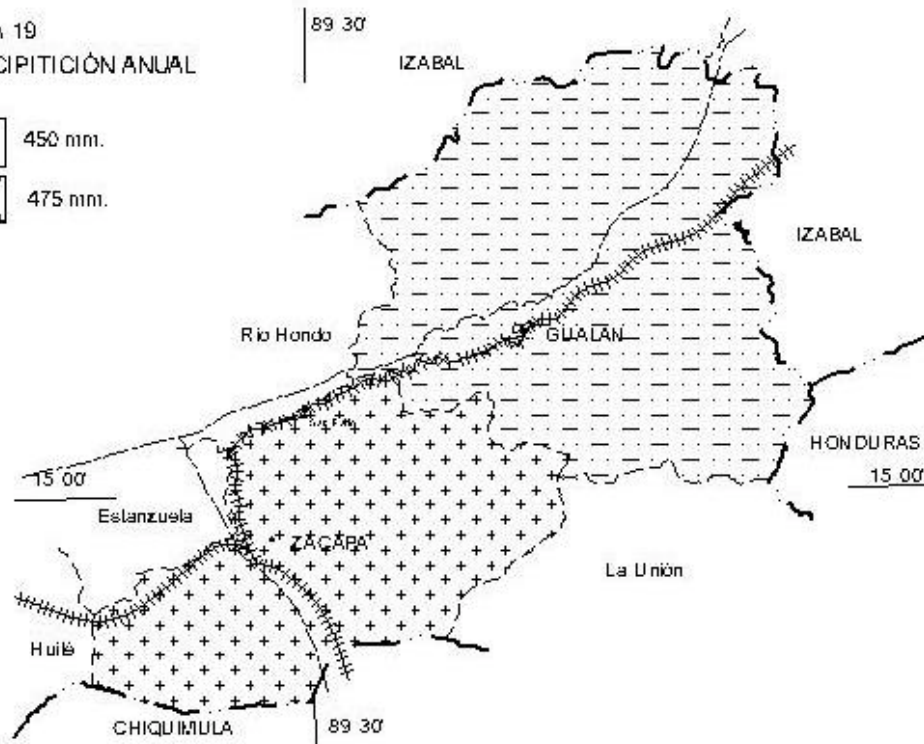 A 19
CIPITICIÓN ANUAL
450 mm.
475 mm.
89 30'
IZABAL
IZABAL
Río Hondo
GUALAN
HONDURAS
15 00'
15 00'
Estanzuela
ZACAPA
La Unión
Huité
CHIQUIMULA
89 30'